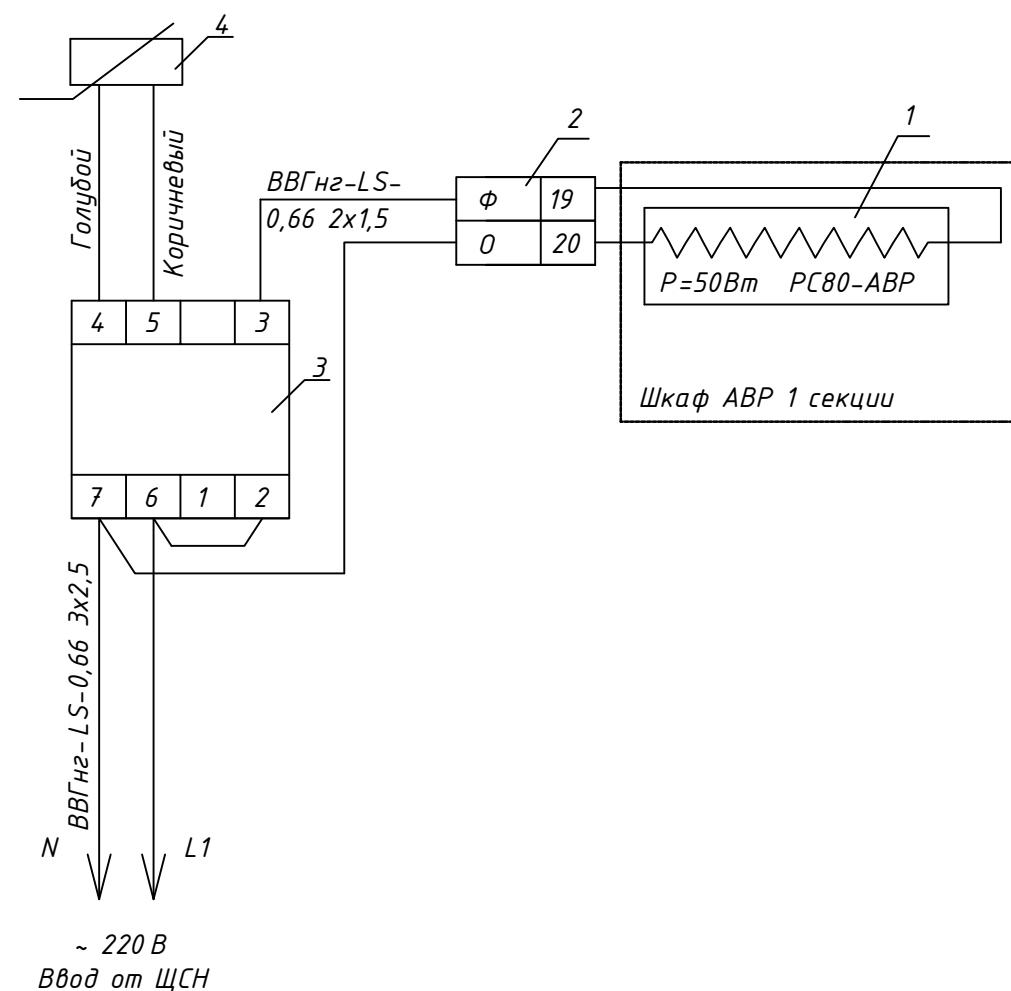 4
Голубой
Коричневый
ВВГнг-LS-
0,66 2х1,5
2
1
Ф 19
О 20
Р=50Вт РС80-АВР
Шкаф АВР 1 секции
4 5 3
3
7 6 1 2
ВВГнг-LS-0,66 3х2,5
N L1
~ 220 В
Ввод от ЩСН